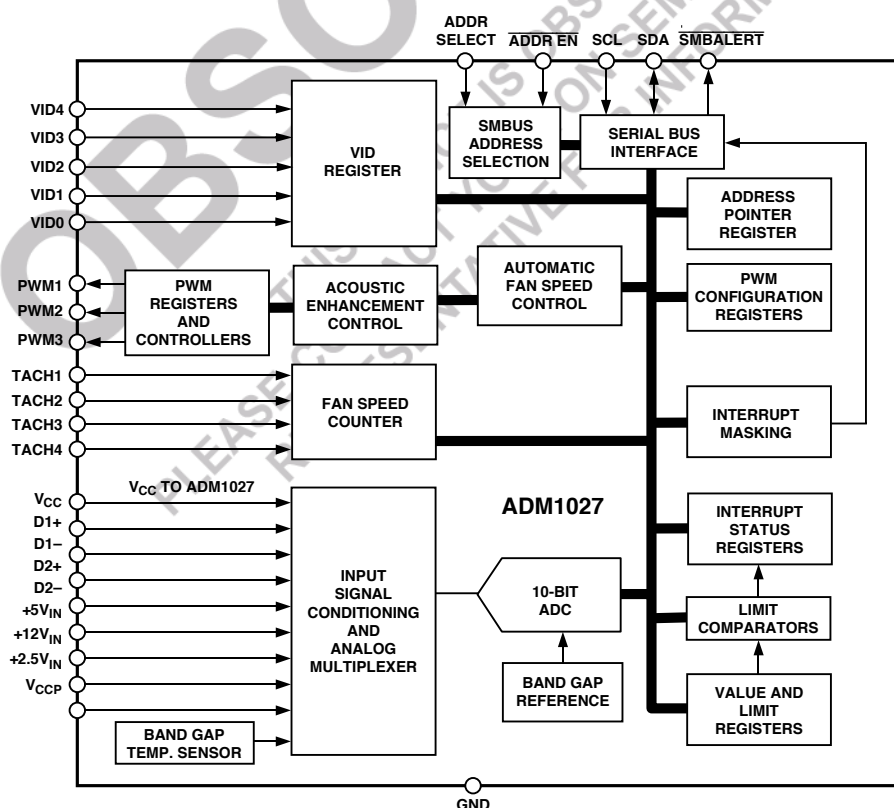 ADDR
SELECT
ADDR EN
SCL
SDA
SMBALERT
VID4
VID3
VID2
VID1
VID0
VID
REGISTER
SMBUS
ADDRESS
SELECTION
SERIAL BUS
INTERFACE
ADDRESS
POINTER
REGISTER
PWM1
PWM2
PWM3
PWM
REGISTERS
AND
CONTROLLERS
ACOUSTIC
ENHANCEMENT
CONTROL
AUTOMATIC
FAN SPEED
CONTROL
PWM
CONFIGURATION
REGISTERS
TACH1
TACH2
TACH3
TACH4
FAN SPEED
COUNTER
INTERRUPT
MASKING
VCC
D1+
D1–
D2+
D2–
+5VIN
+12VIN
+2.5VIN
VCCP
VCC TO ADM1027
INPUT
SIGNAL
CONDITIONING
AND
ANALOG
MULTIPLEXER
ADM1027
10-BIT
ADC
BAND GAP
REFERENCE
INTERRUPT
STATUS
REGISTERS
LIMIT
COMPARATORS
VALUE AND
LIMIT
REGISTERS
BAND GAP
TEMP. SENSOR
GND